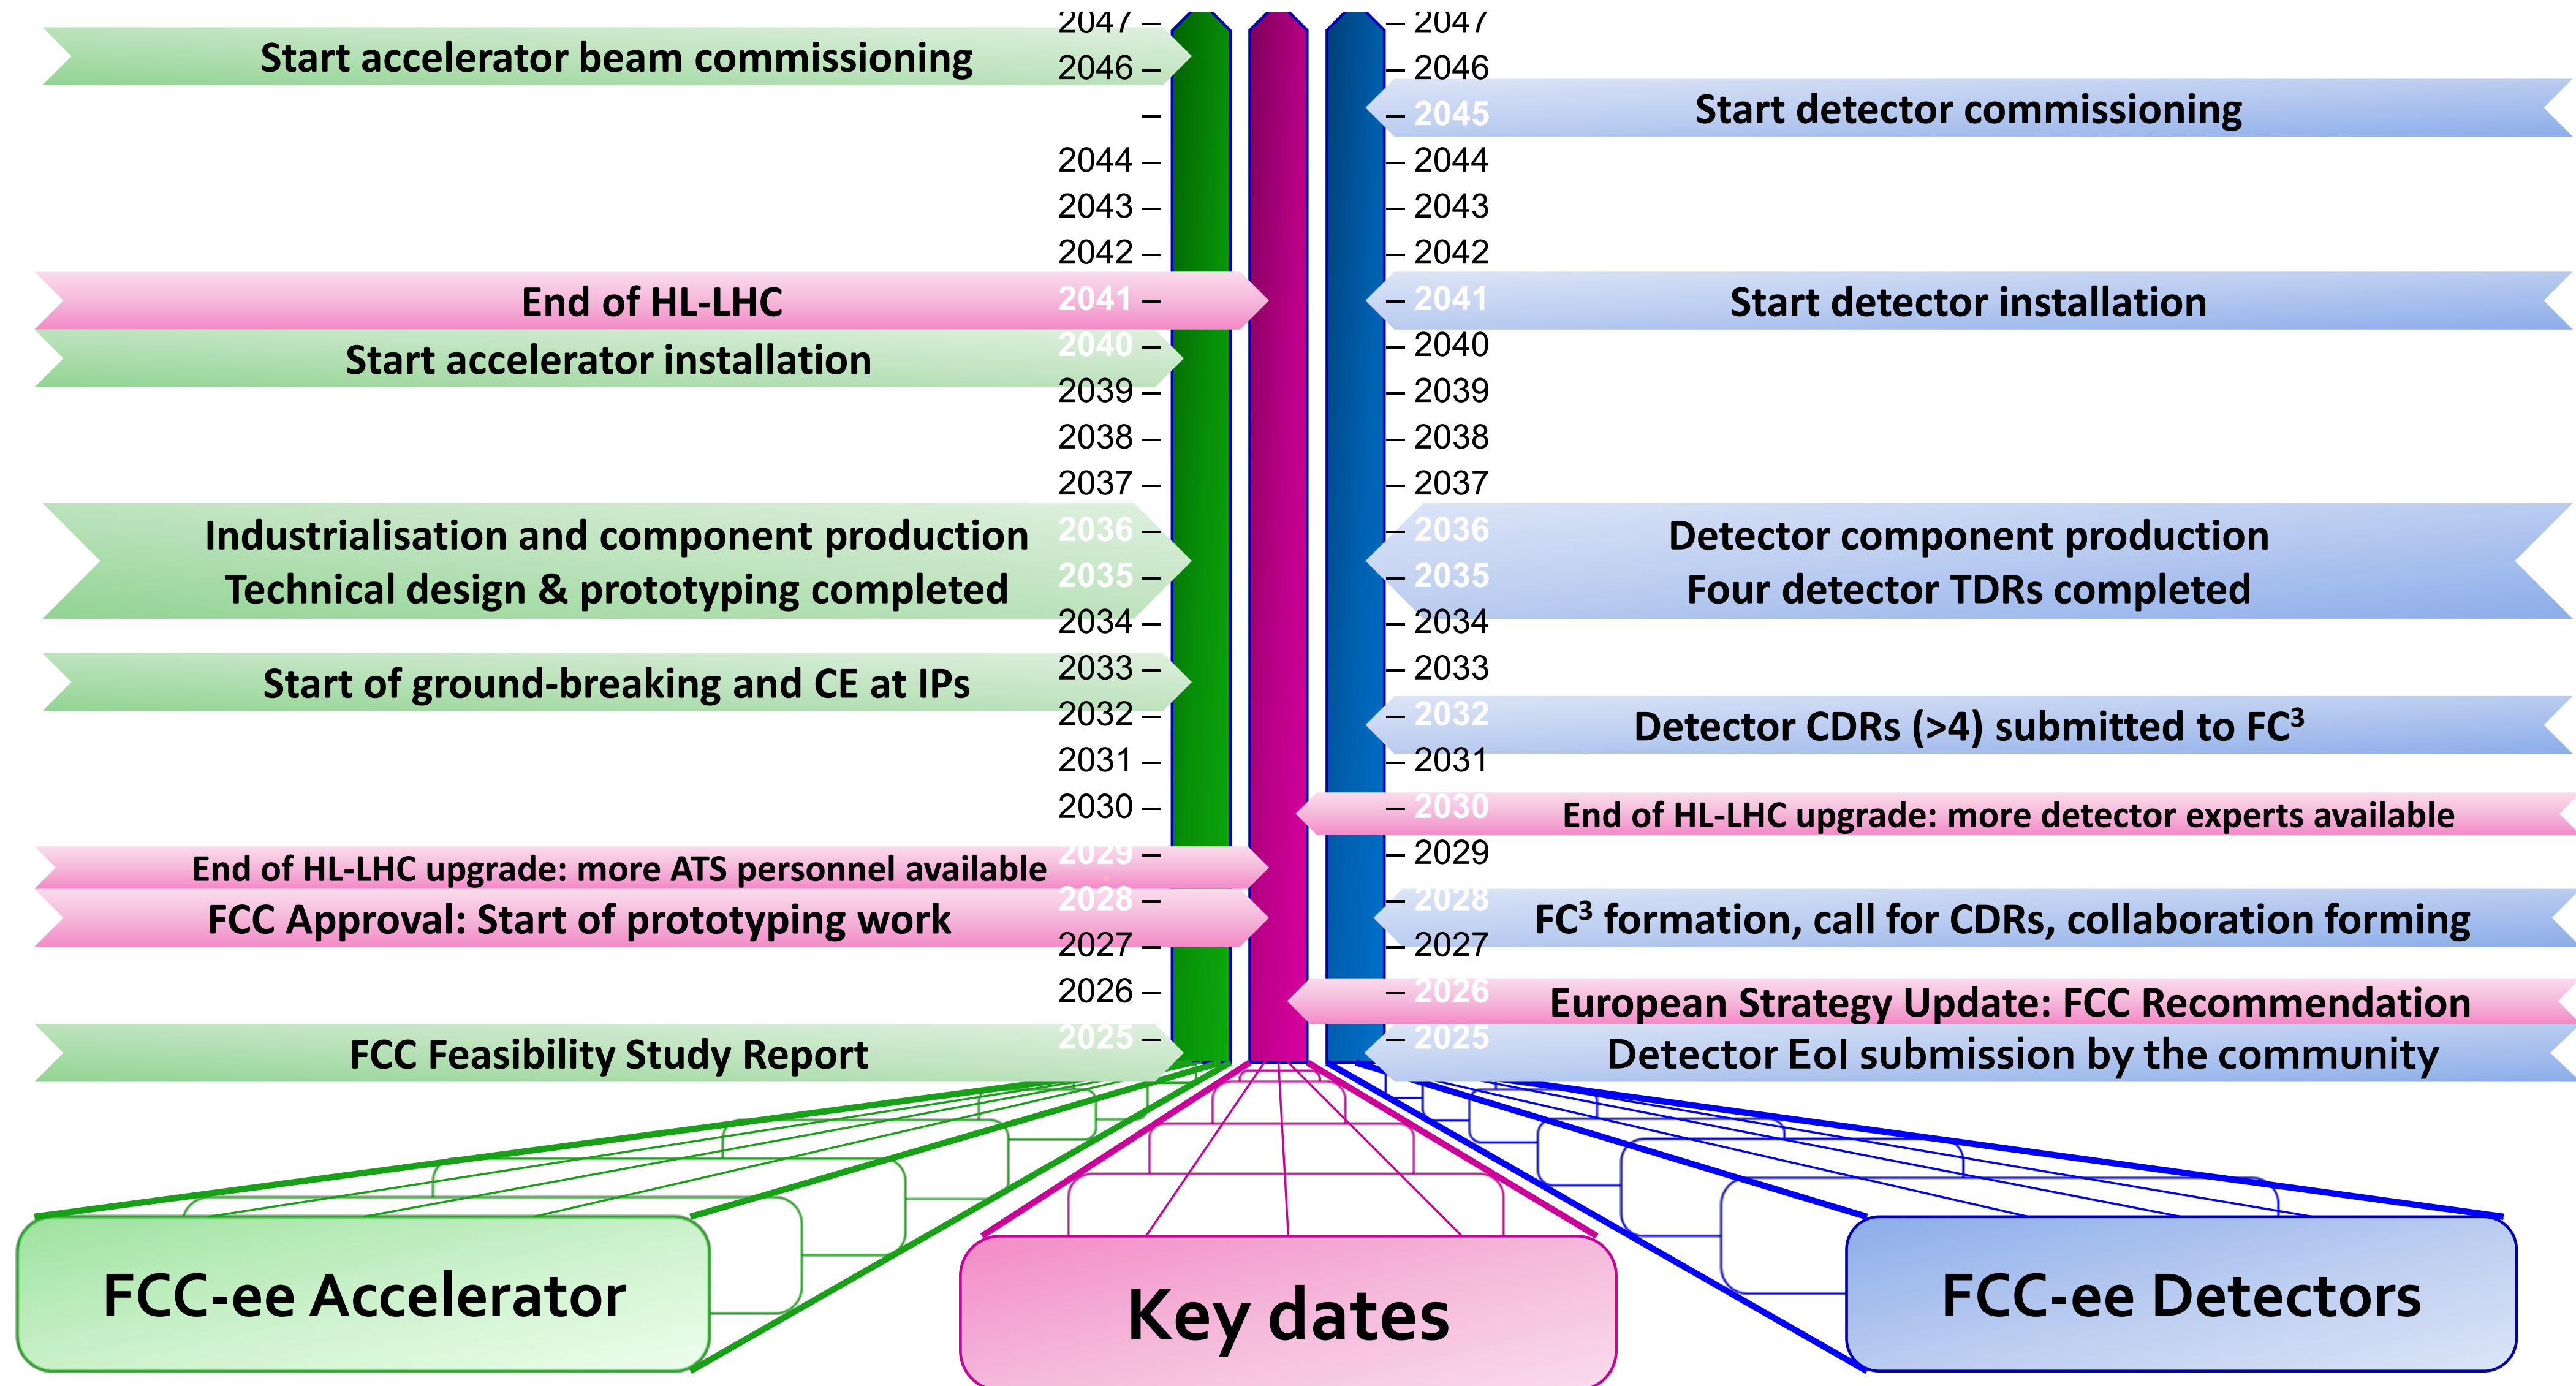 2047 2047
Start accelerator beam commissioning
2046 2046
2045 Start detector commissioning
2044 2044
2043 2043
2042 2042
End of HL-LHC 2041 2041 Start detector installation
Start accelerator installation 2040 2040
2039 2039
2038 2038
2037 2037
Industrialisation and component production 2036 2036 Detector component production
Technical design & prototyping completed 2035 2035 Four detector TDRs completed
2034 2034
Start of ground-breaking and CE at IPs 2033 2033
2032 2032 Detector CDRs (>4) submitted to FC³
2031 2031
2030 2030 End of HL-LHC upgrade: more detector experts available
End of HL-LHC upgrade: more ATS personnel available 2029 2029
FCC Approval: Start of prototyping work 2028 2028 FC³ formation, call for CDRs, collaboration forming
2027 2027
2026 2026 European Strategy Update: FCC Recommendation
FCC Feasibility Study Report 2025 2025 Detector EoI submission by the community
FCC-ee Accelerator
Key dates
FCC-ee Detectors